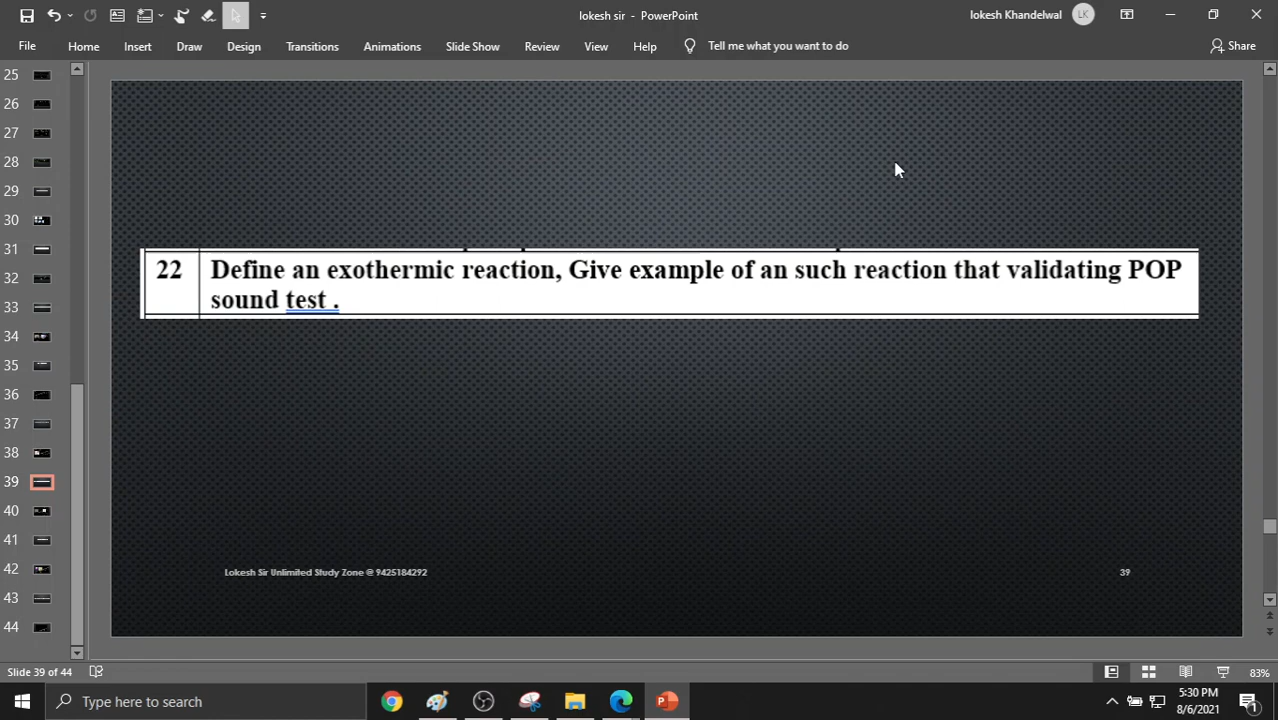 lokesh sir - PowerPoint
lokesh Khandelwal LK
File Home Insert Draw Design Transitions Animations Slide Show Review View Help Tell me what you want to do Share
25
26
27
28
29
30
31
32
33
34
35
36
37
38
39
40
41
42
43
44
22 Define an exothermic reaction, Give example of an such reaction that validating POP
sound test .
Lokesh Sir Unlimited Study Zone @ 9425184292 39
Slide 39 of 44 83%
Type here to search
5:30 PM
8/6/2021
1